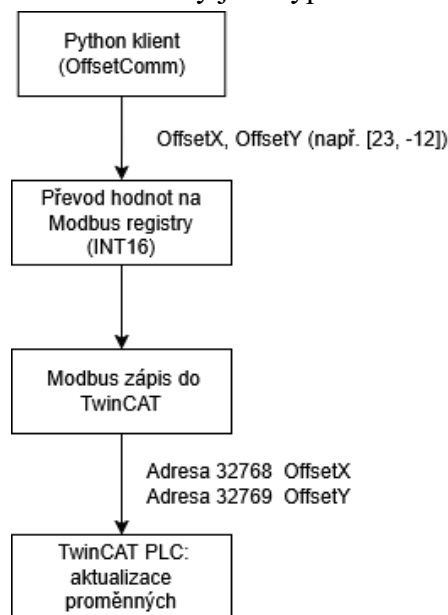 Python klient
(OffsetComm)
OffsetX, OffsetY (např. [23, -12])
Převod hodnot na
Modbus registry
(INT16)
Modbus zápis do
TwinCAT
Adresa 32768 OffsetX
Adresa 32769 OffsetY
TwinCAT PLC:
aktualizace
proměnných